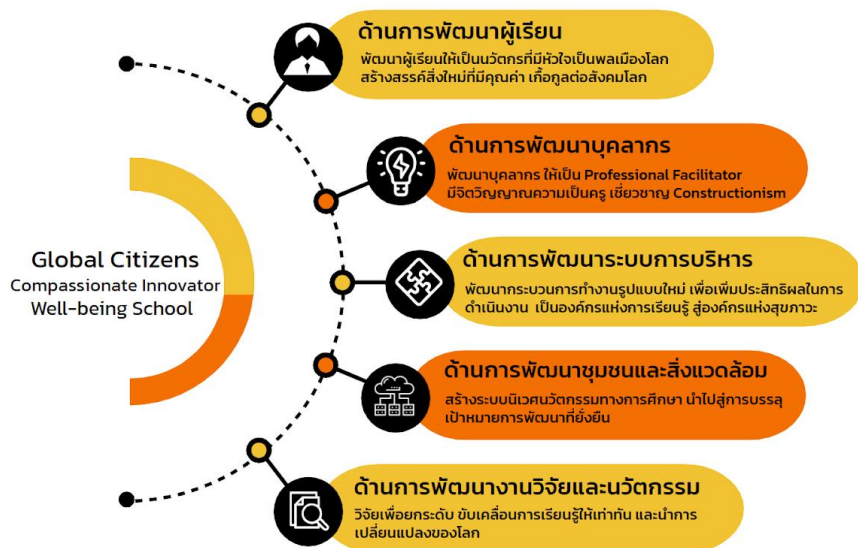 ด้านการพัฒนาผู้เรียน
พัฒนาผู้เรียนให้เป็นนวัตกรที่มีหัวใจเป็นพลเมืองโลก
สร้างสรรค์สิ่งใหม่ที่มีคุณค่า เกื้อกูลต่อสังคมโลก
ด้านการพัฒนาบุคลากร
พัฒนาบุคลากร ให้เป็น Professional Facilitator
มีจิตวิญญาณความเป็นครู เชี่ยวชาญ Constructionism
Global Citizens
Compassionate Innovator
Well-being School
ด้านการพัฒนาระบบการบริหาร
พัฒนากระบวนการทำงานรูปแบบใหม่ เพื่อเพิ่มประสิทธิผลในการ
ดำเนินงาน เป็นองค์กรแห่งการเรียนรู้ สู่องค์กรแห่งสุขภาวะ
ด้านการพัฒนาชุมชนและสิ่งแวดล้อม
สร้างระบบนิเวศนวัตกรรมทางการศึกษา นำไปสู่การบรรลุ
เป้าหมายการพัฒนาที่ยั่งยืน
ด้านการพัฒนางานวิจัยและนวัตกรรม
วิจัยเพื่อยกระดับ ขับเคลื่อนการเรียนรู้ให้เท่าทัน และนำการ
เปลี่ยนแปลงของโลก